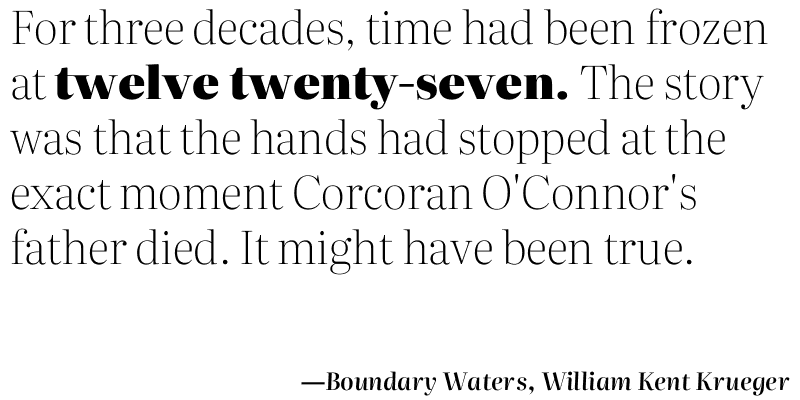 For three decades, time had been frozen
at twelve twenty-seven. The story
was that the hands had stopped at the
exact moment Corcoran O'Connor's
father died. It might have been true.
—Boundary Waters, William Kent Krueger